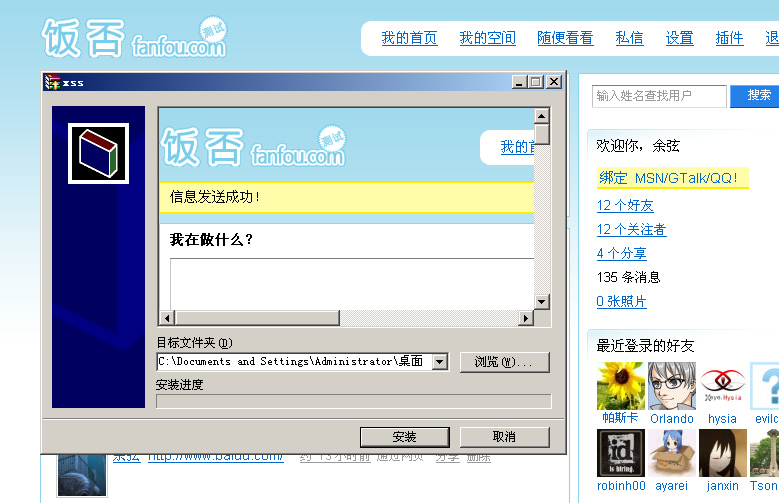 饭否 fanfou.com 测试
我的首页 我的空间 随便看看 私信 设置 插件 退
输入姓名查找用户 搜索
欢迎你，余弦
绑定 MSN/GTalk/QQ!
12 个好友
12 个关注者
4 个分享
135 条消息
0 张照片
最近登录的好友
Xeye.Hysia
id
is hiring.
帕斯卡 Orlando hysia evilc
robinh00 ayarei janxin Tson
xss
饭否 fanfou.com 测试
我的首
信息发送成功！
我在做什么？
目标文件夹(D)
C:\Documents and Settings\Administrator\桌面 浏览(W)...
安装进度
安装 取消
余弦 http://www.baidu.com/ 约 13 小时前 通过网页 分享 删除